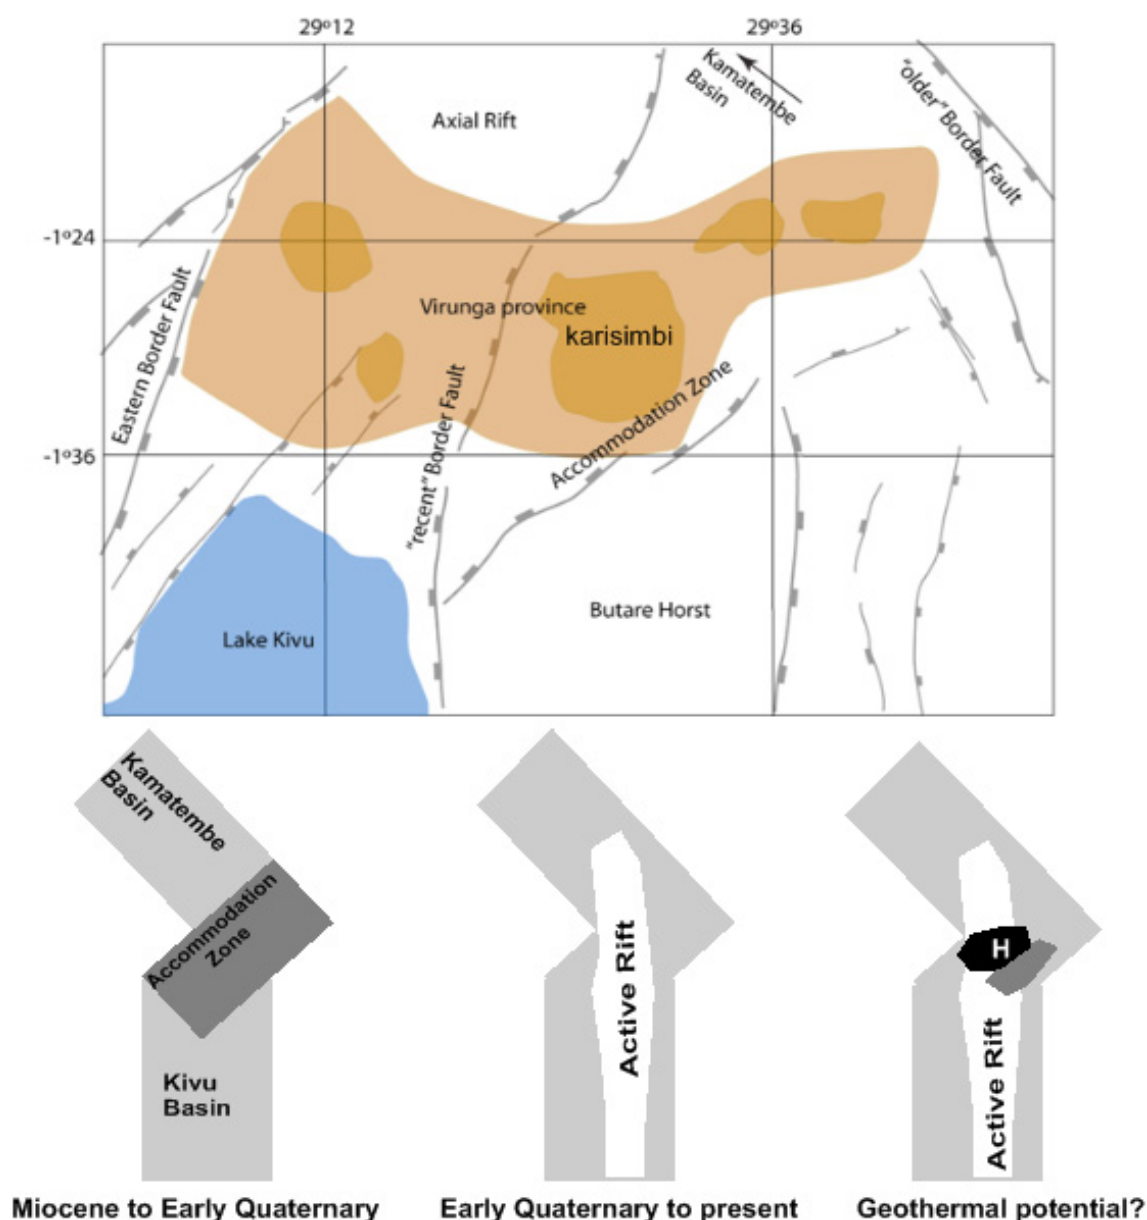 29º12
29º36
Axial Rift
Kamatembe
Basin
"older" Border Fault
-1º24
Eastern Border Fault
Virunga province
karisimbi
"recent" Border Fault
Accommodation Zone
-1º36
Lake Kivu
Butare Horst
Kamatembe
Basin
Accommodation
Zone
Kivu
Basin
Active Rift
H
Active Rift
Miocene to Early Quaternary
Early Quaternary to present
Geothermal potential?